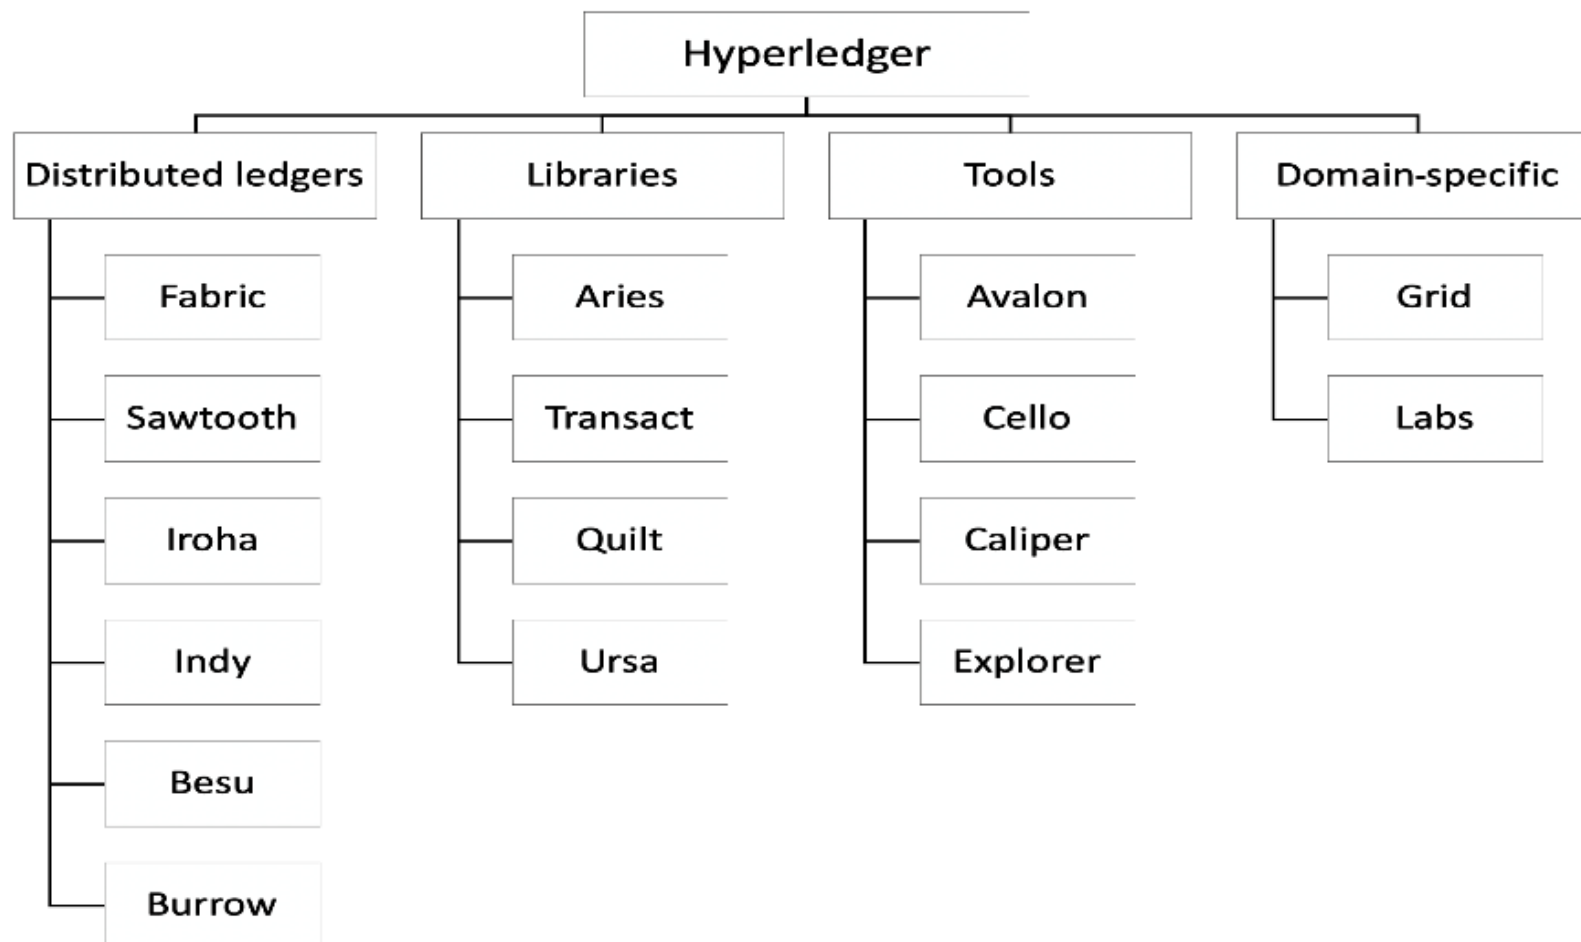 Hyperledger
Distributed ledgers
Libraries
Tools
Domain-specific
Fabric
Aries
Avalon
Grid
Sawtooth
Transact
Cello
Labs
Iroha
Quilt
Caliper
Indy
Ursa
Explorer
Besu
Burrow